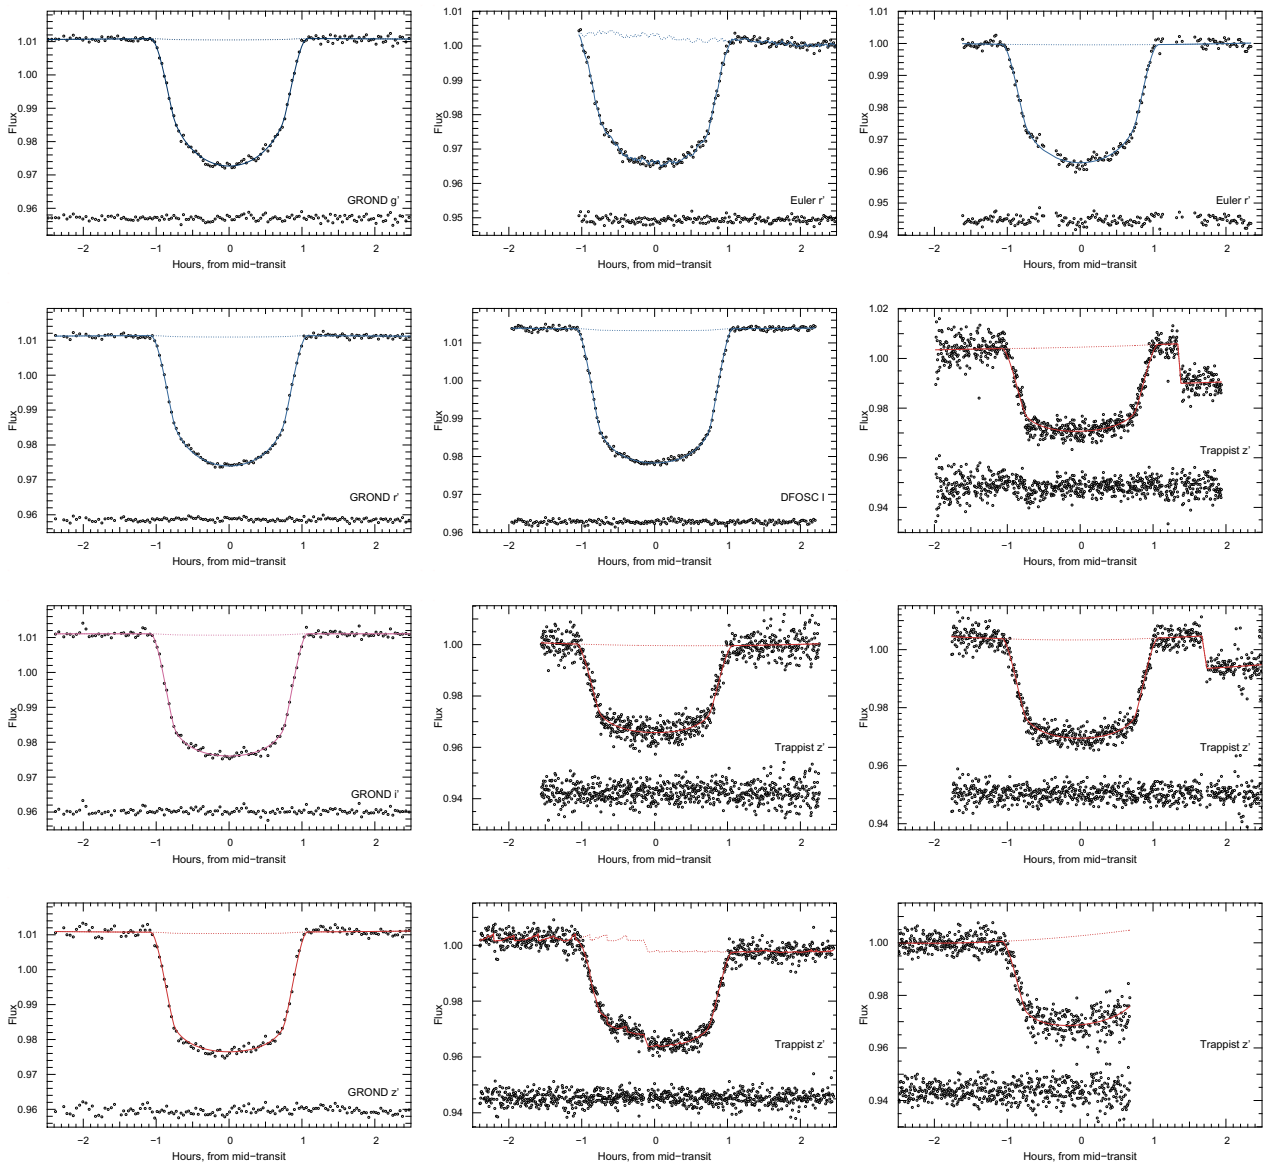 1.01
1.00
0.99
0.98
0.97
0.96
Flux
GROND g'
−2 −1 0 1 2
Hours, from mid−transit
1.01
1.00
0.99
0.98
0.97
0.96
0.95
Flux
Euler r'
−2 −1 0 1 2
Hours, from mid−transit
1.01
1.00
0.99
0.98
0.97
0.96
0.95
0.94
Flux
Euler r'
−2 −1 0 1 2
Hours, from mid−transit
1.01
1.00
0.99
0.98
0.97
0.96
Flux
GROND r'
−2 −1 0 1 2
Hours, from mid−transit
1.01
1.00
0.99
0.98
0.97
0.96
Flux
DFOSC I
−2 −1 0 1 2
Hours, from mid−transit
1.02
1.00
0.98
0.96
0.94
Flux
Trappist z'
−2 −1 0 1 2
Hours, from mid−transit
1.01
1.00
0.99
0.98
0.97
0.96
Flux
GROND i'
−2 −1 0 1 2
Hours, from mid−transit
1.00
0.98
0.96
0.94
Flux
Trappist z'
−2 −1 0 1 2
Hours, from mid−transit
1.00
0.98
0.96
0.94
Flux
Trappist z'
−2 −1 0 1 2
Hours, from mid−transit
1.01
1.00
0.99
0.98
0.97
0.96
Flux
GROND z'
−2 −1 0 1 2
Hours, from mid−transit
1.00
0.98
0.96
0.94
Flux
Trappist z'
−2 −1 0 1 2
Hours, from mid−transit
1.00
0.98
0.96
0.94
Flux
Trappist z'
−2 −1 0 1 2
Hours, from mid−transit